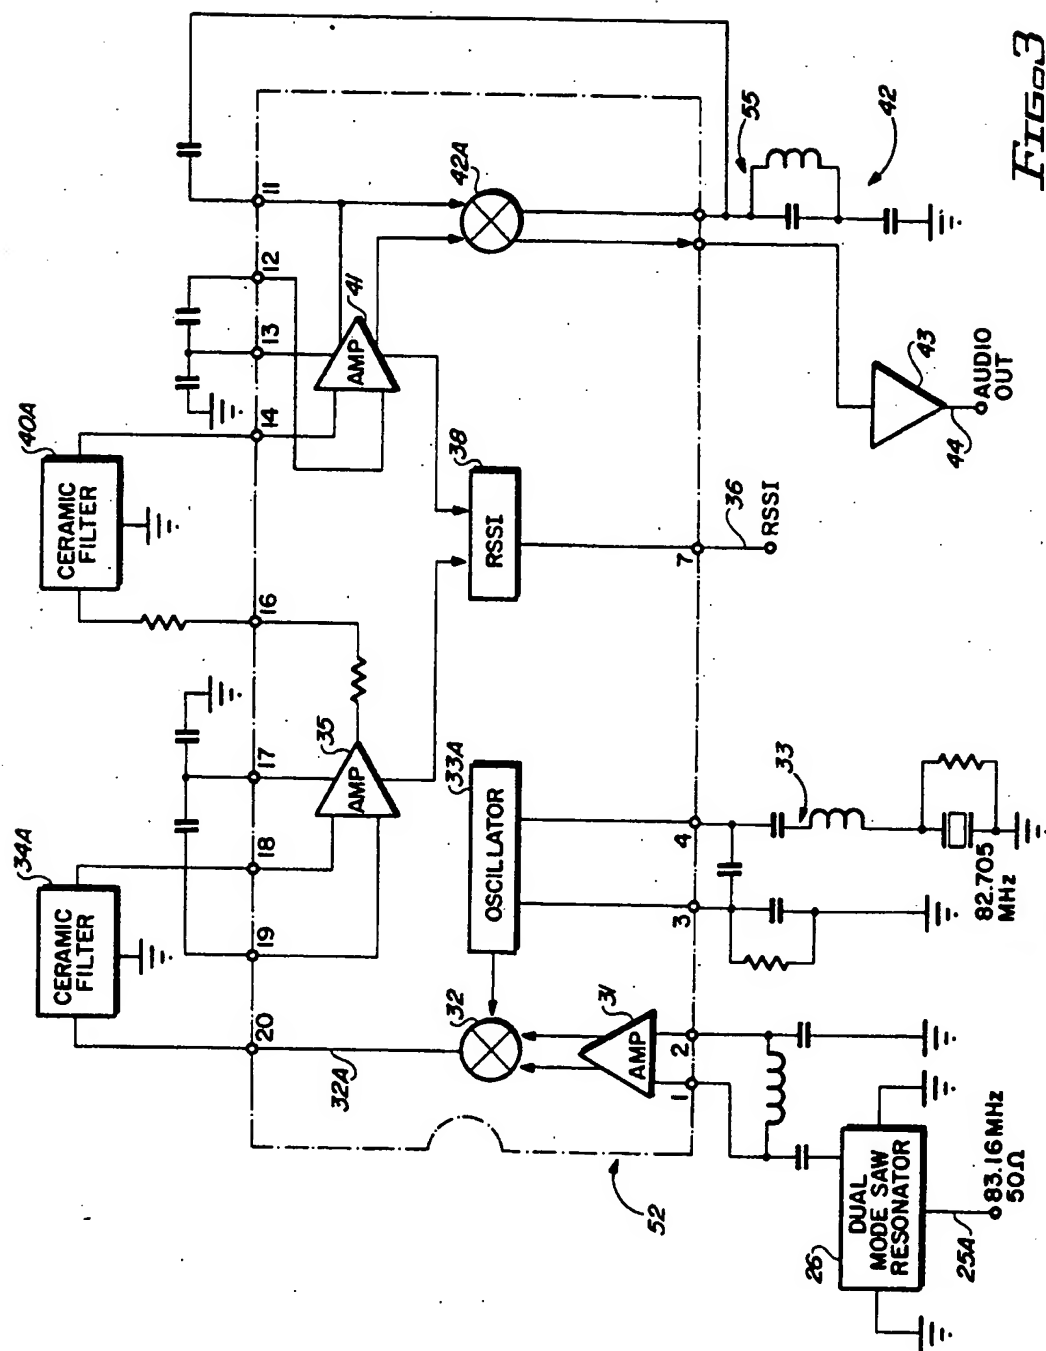 CERAMIC
FILTER
34A
CERAMIC
FILTER
40A
20
19
18
17
16
14
13
12
11
32A
32
OSCILLATOR
33A
AMP
35
RSSI
38
AMP
41
42A
AMP
31
1
2
3
4
7
52
26
DUAL
MODE SAW
RESONATOR
25A
83.16MHz
50Ω
82.705
MHz
33
36
RSSI
43
44
AUDIO
OUT
55
42
FIG. 3